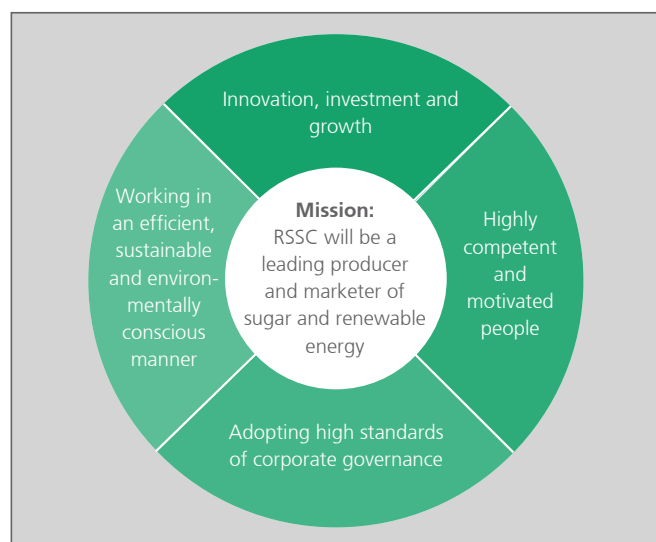 Innovation, investment and
growth
Working in
an efficient,
sustainable
and environ-
mentally
conscious
manner
Mission:
RSSC will be a
leading producer
and marketer of
sugar and renewable
energy
Highly
competent
and
motivated
people
Adopting high standards
of corporate governance